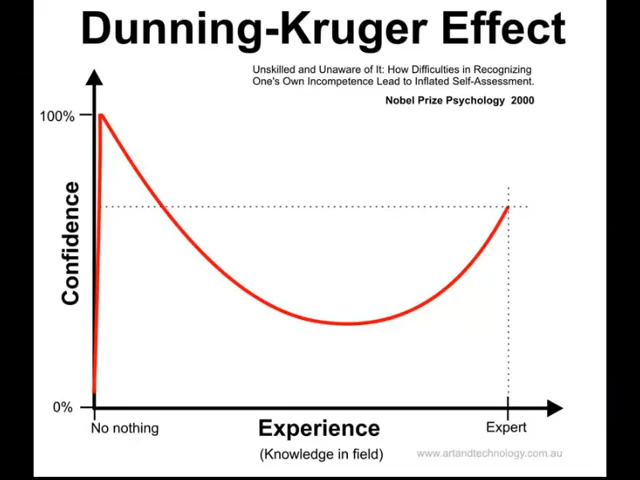 Dunning-Kruger Effect
Unskilled and Unaware of It: How Difficulties in Recognizing
One's Own Incompetence Lead to Inflated Self-Assessment.
Nobel Prize Psychology 2000
100%
Confidence
0%
No nothing
Experience
Expert
(Knowledge in field)
www.artandtechnology.com.au